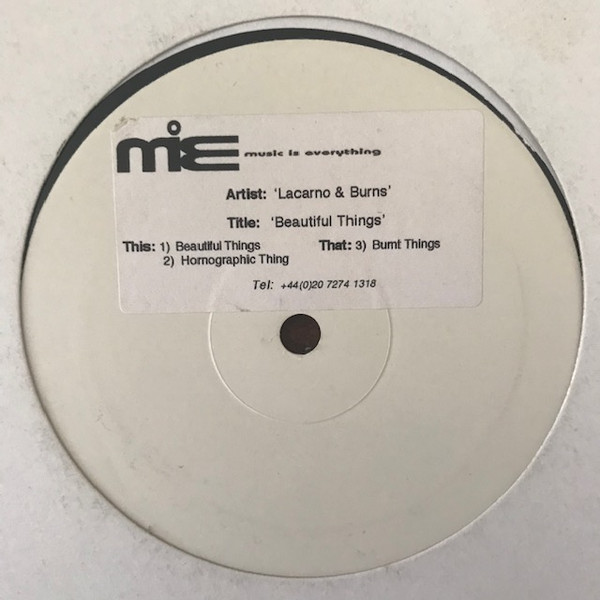 MiE music is everything
Artist: 'Lacarno & Burns'
Title: 'Beautiful Things'
This: 1) Beautiful Things That: 3) Burnt Things
2) Hornographic Thing
Tel: +44(0)20 7274 1318